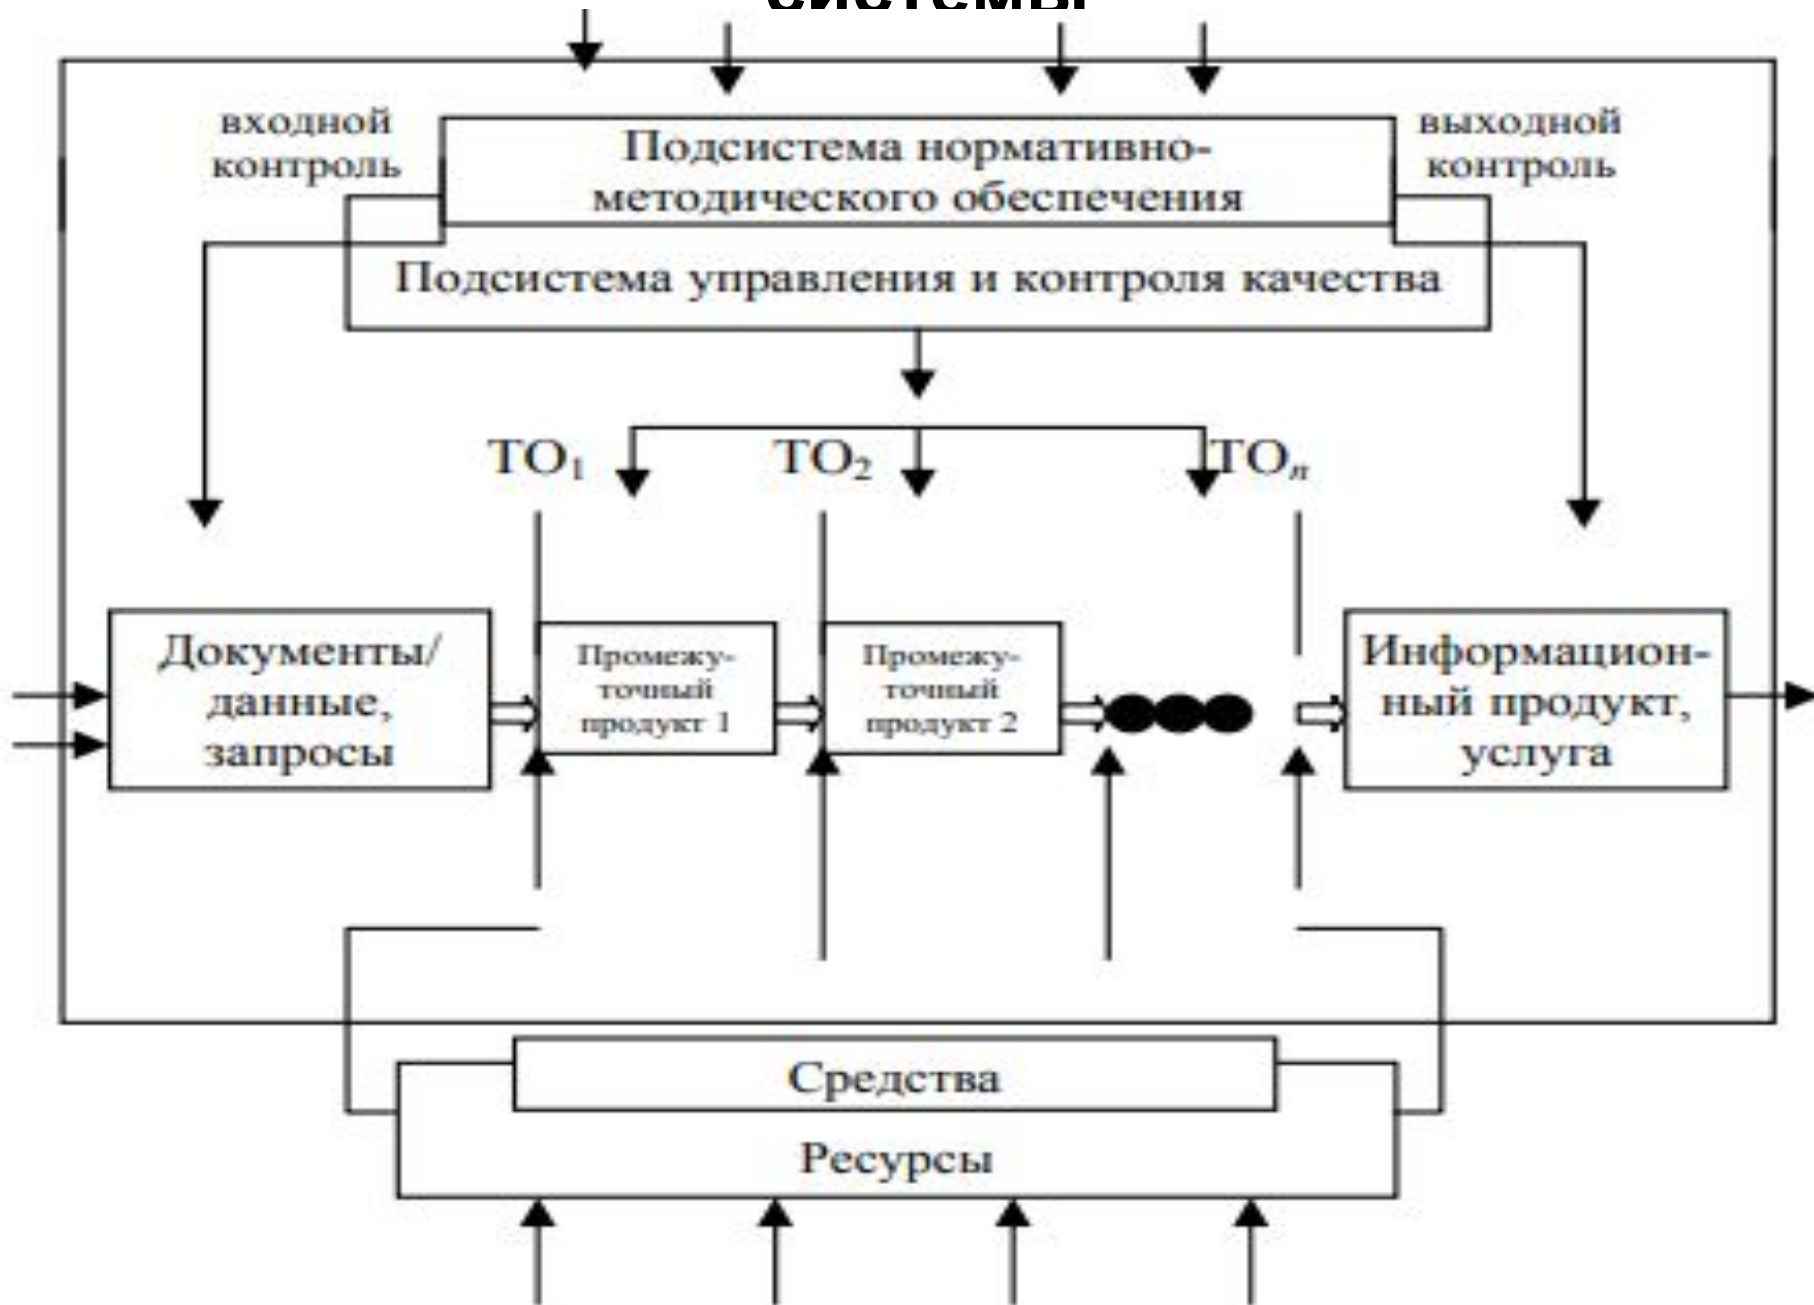 системы
входной
контроль
Подсистема нормативно-
методического обеспечения
выходной
контроль
Подсистема управления и контроля качества
ТО1
ТО2
ТОn
Документы/
данные,
запросы
Промежу-
точный
продукт 1
Промежу-
точный
продукт 2
Информацион-
ный продукт,
услуга
Средства
Ресурсы